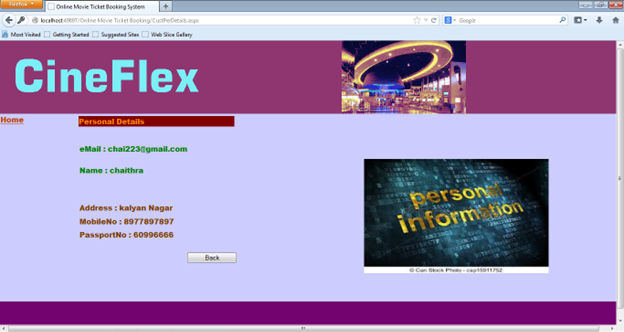 Firefox
Online Movie Ticket Booking System
localhost:49697/Online Movie Ticket Booking/CustPerDetails.aspx
Google
Most Visited Getting Started Suggested Sites Web Slice Gallery
CineFlex
Home
Personal Details
eMail : chai223@gmail.com
Name : chaithra
personal
information
Address : kalyan Nagar
MobileNo : 8977897897
PassportNo : 60996666
Back
© Can Stock Photo - csp15911752